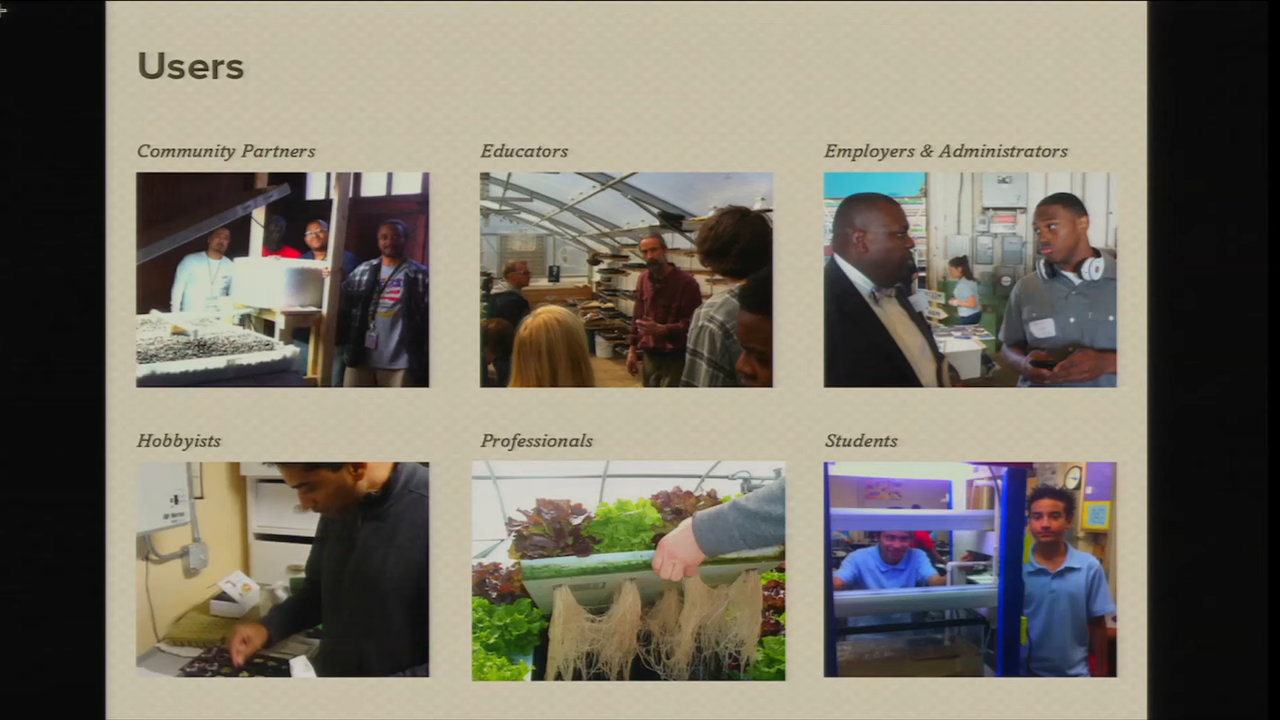 Users
Community Partners
Educators
Employers & Administrators
Hobbyists
Professionals
Students